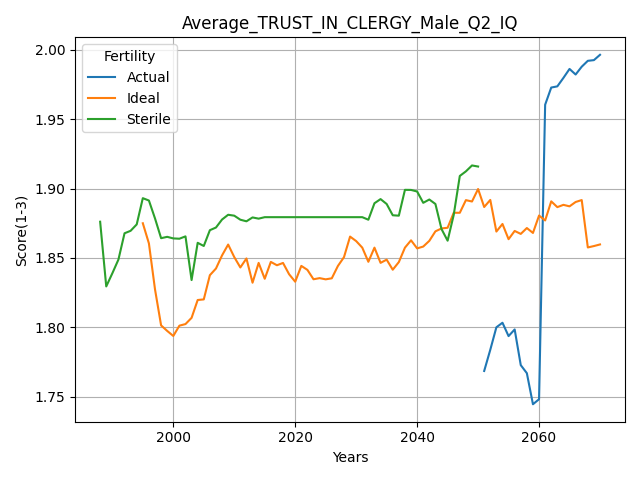 Average_TRUST_IN_CLERGY_Male_Q2_IQ
Fertility
Actual
Ideal
Sterile
Score(1-3)
2.00
1.95
1.90
1.85
1.80
1.75
2000 2020 2040 2060
Years